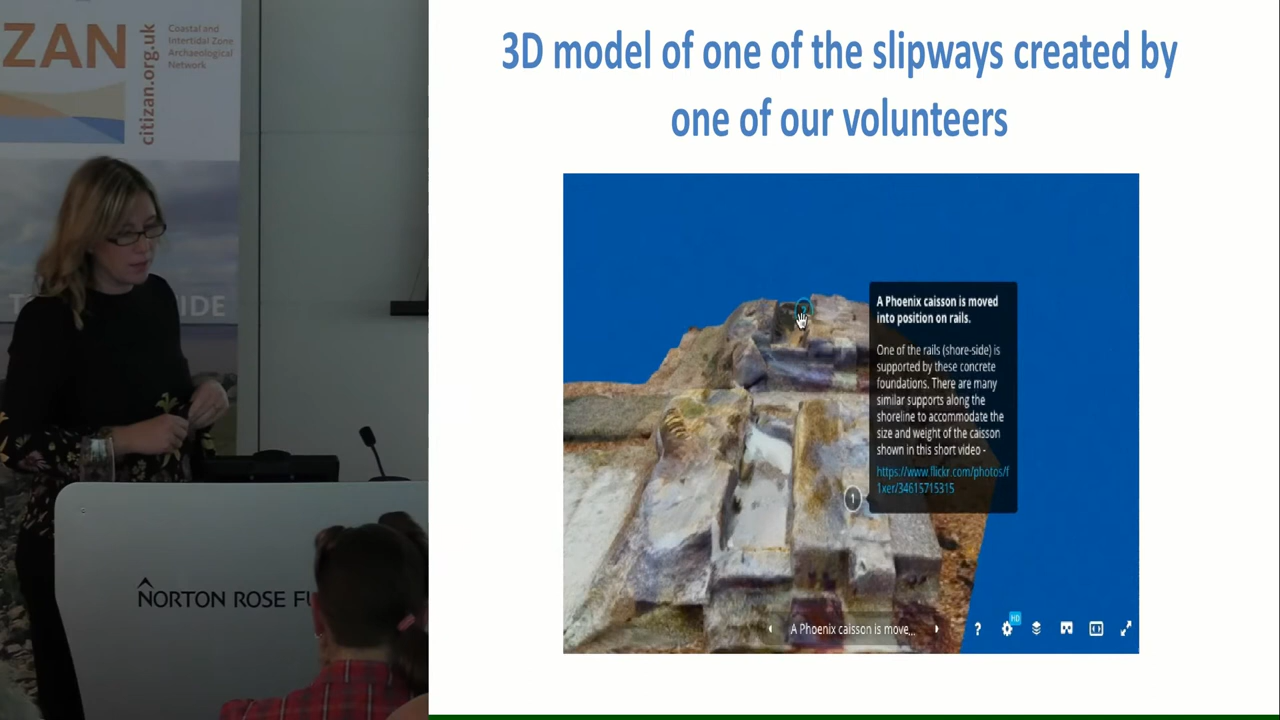 ZAN
citizan.org.uk
Coastal and
Intertidal Zone
Archaeological
Network
IDE
NORTON ROSE FU
3D model of one of the slipways created by
one of our volunteers
2
A Phoenix caisson is moved
into position on rails.
One of the rails (shore-side) is
supported by these concrete
foundations. There are many
similar supports along the
shoreline to accommodate the
size and weight of the caisson
shown in this short video -
https://www.flickr.com/photos/f
1xer/34615715315
1
A Phoenix caisson is move...
?
HD